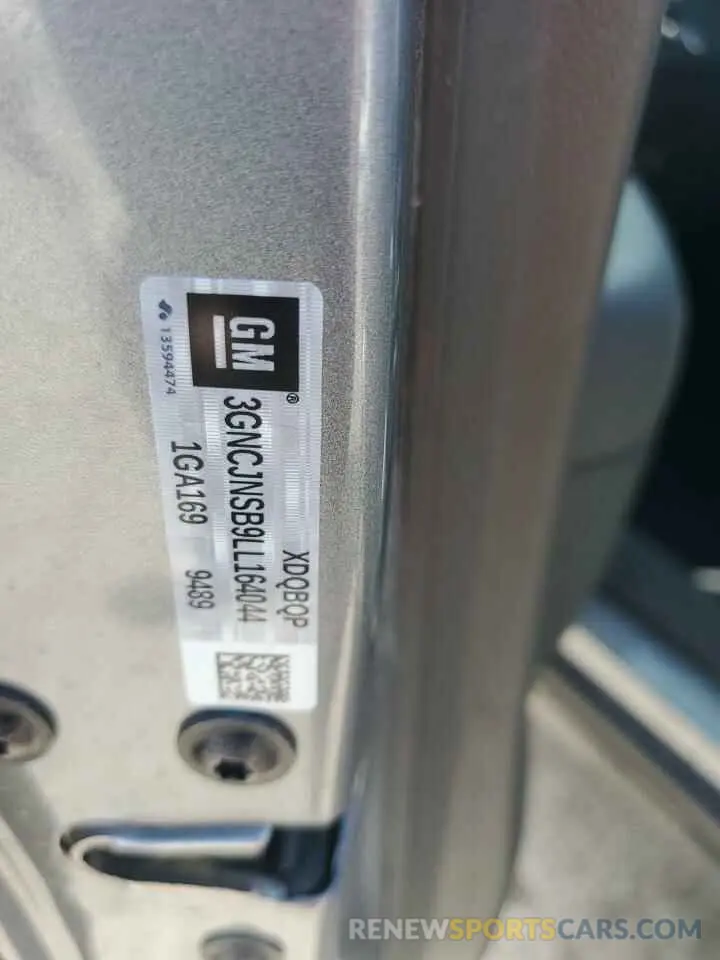 GM®
13594474
XDQBQP
3GNCJNSB9LL164044
1GA169 9489
RENEWSPORTSCARS.COM